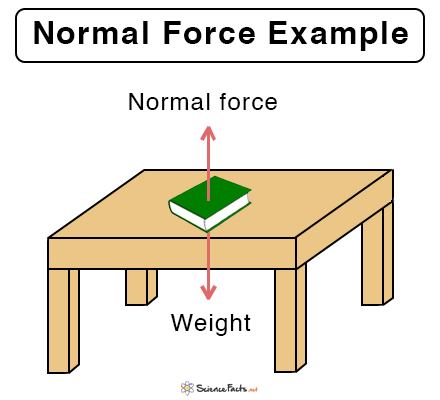 Normal Force Example
Normal force
Weight
ScienceFacts.net